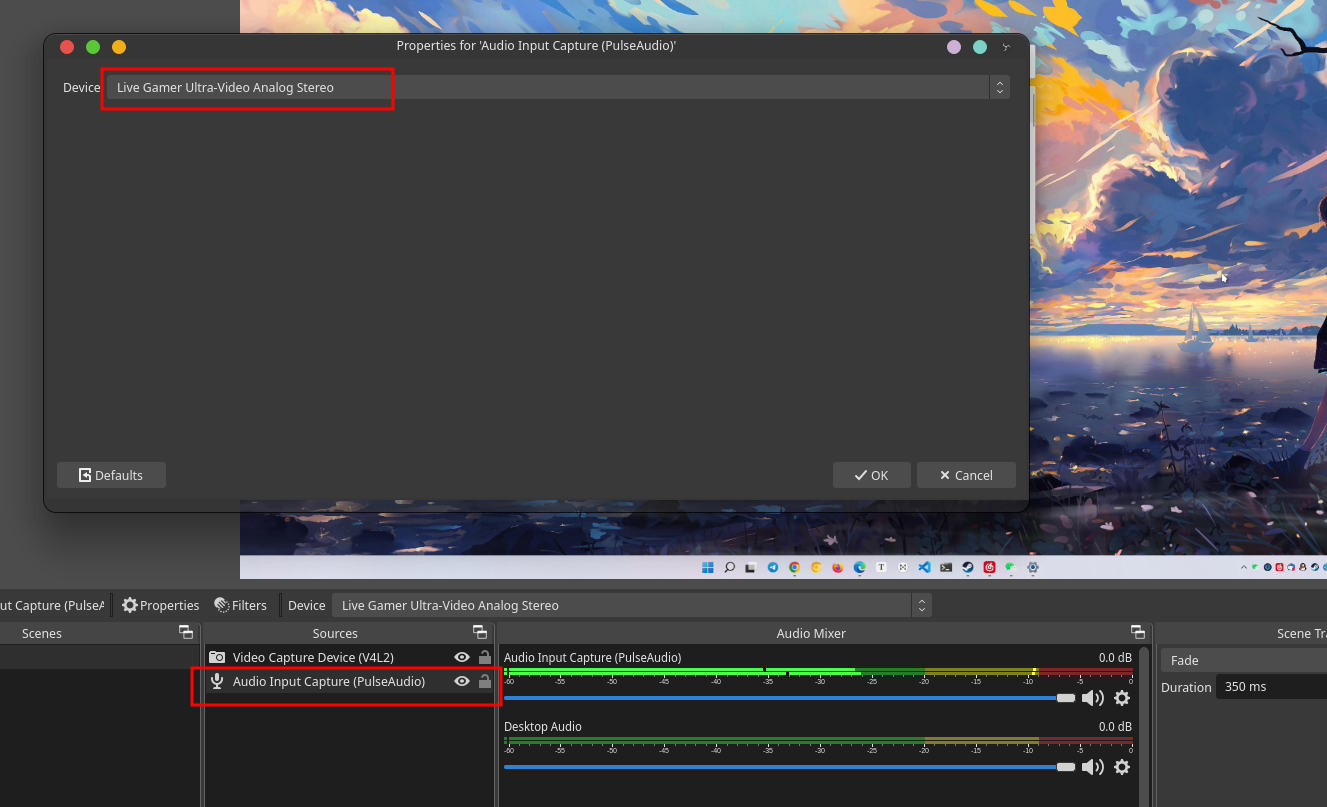 Properties for 'Audio Input Capture (PulseAudio)'
Device
Live Gamer Ultra-Video Analog Stereo
Defaults
OK
Cancel
ut Capture (PulseA
Properties
Filters
Device
Live Gamer Ultra-Video Analog Stereo
Scenes
Sources
Audio Mixer
Scene Tra
Video Capture Device (V4L2)
Audio Input Capture (PulseAudio)
Audio Input Capture (PulseAudio)
0.0 dB
-60 -55 -50 -45 -40 -35 -30 -25 -20 -15 -10 -5 0
Desktop Audio
0.0 dB
-60 -55 -50 -45 -40 -35 -30 -25 -20 -15 -10 -5 0
Fade
Duration
350 ms